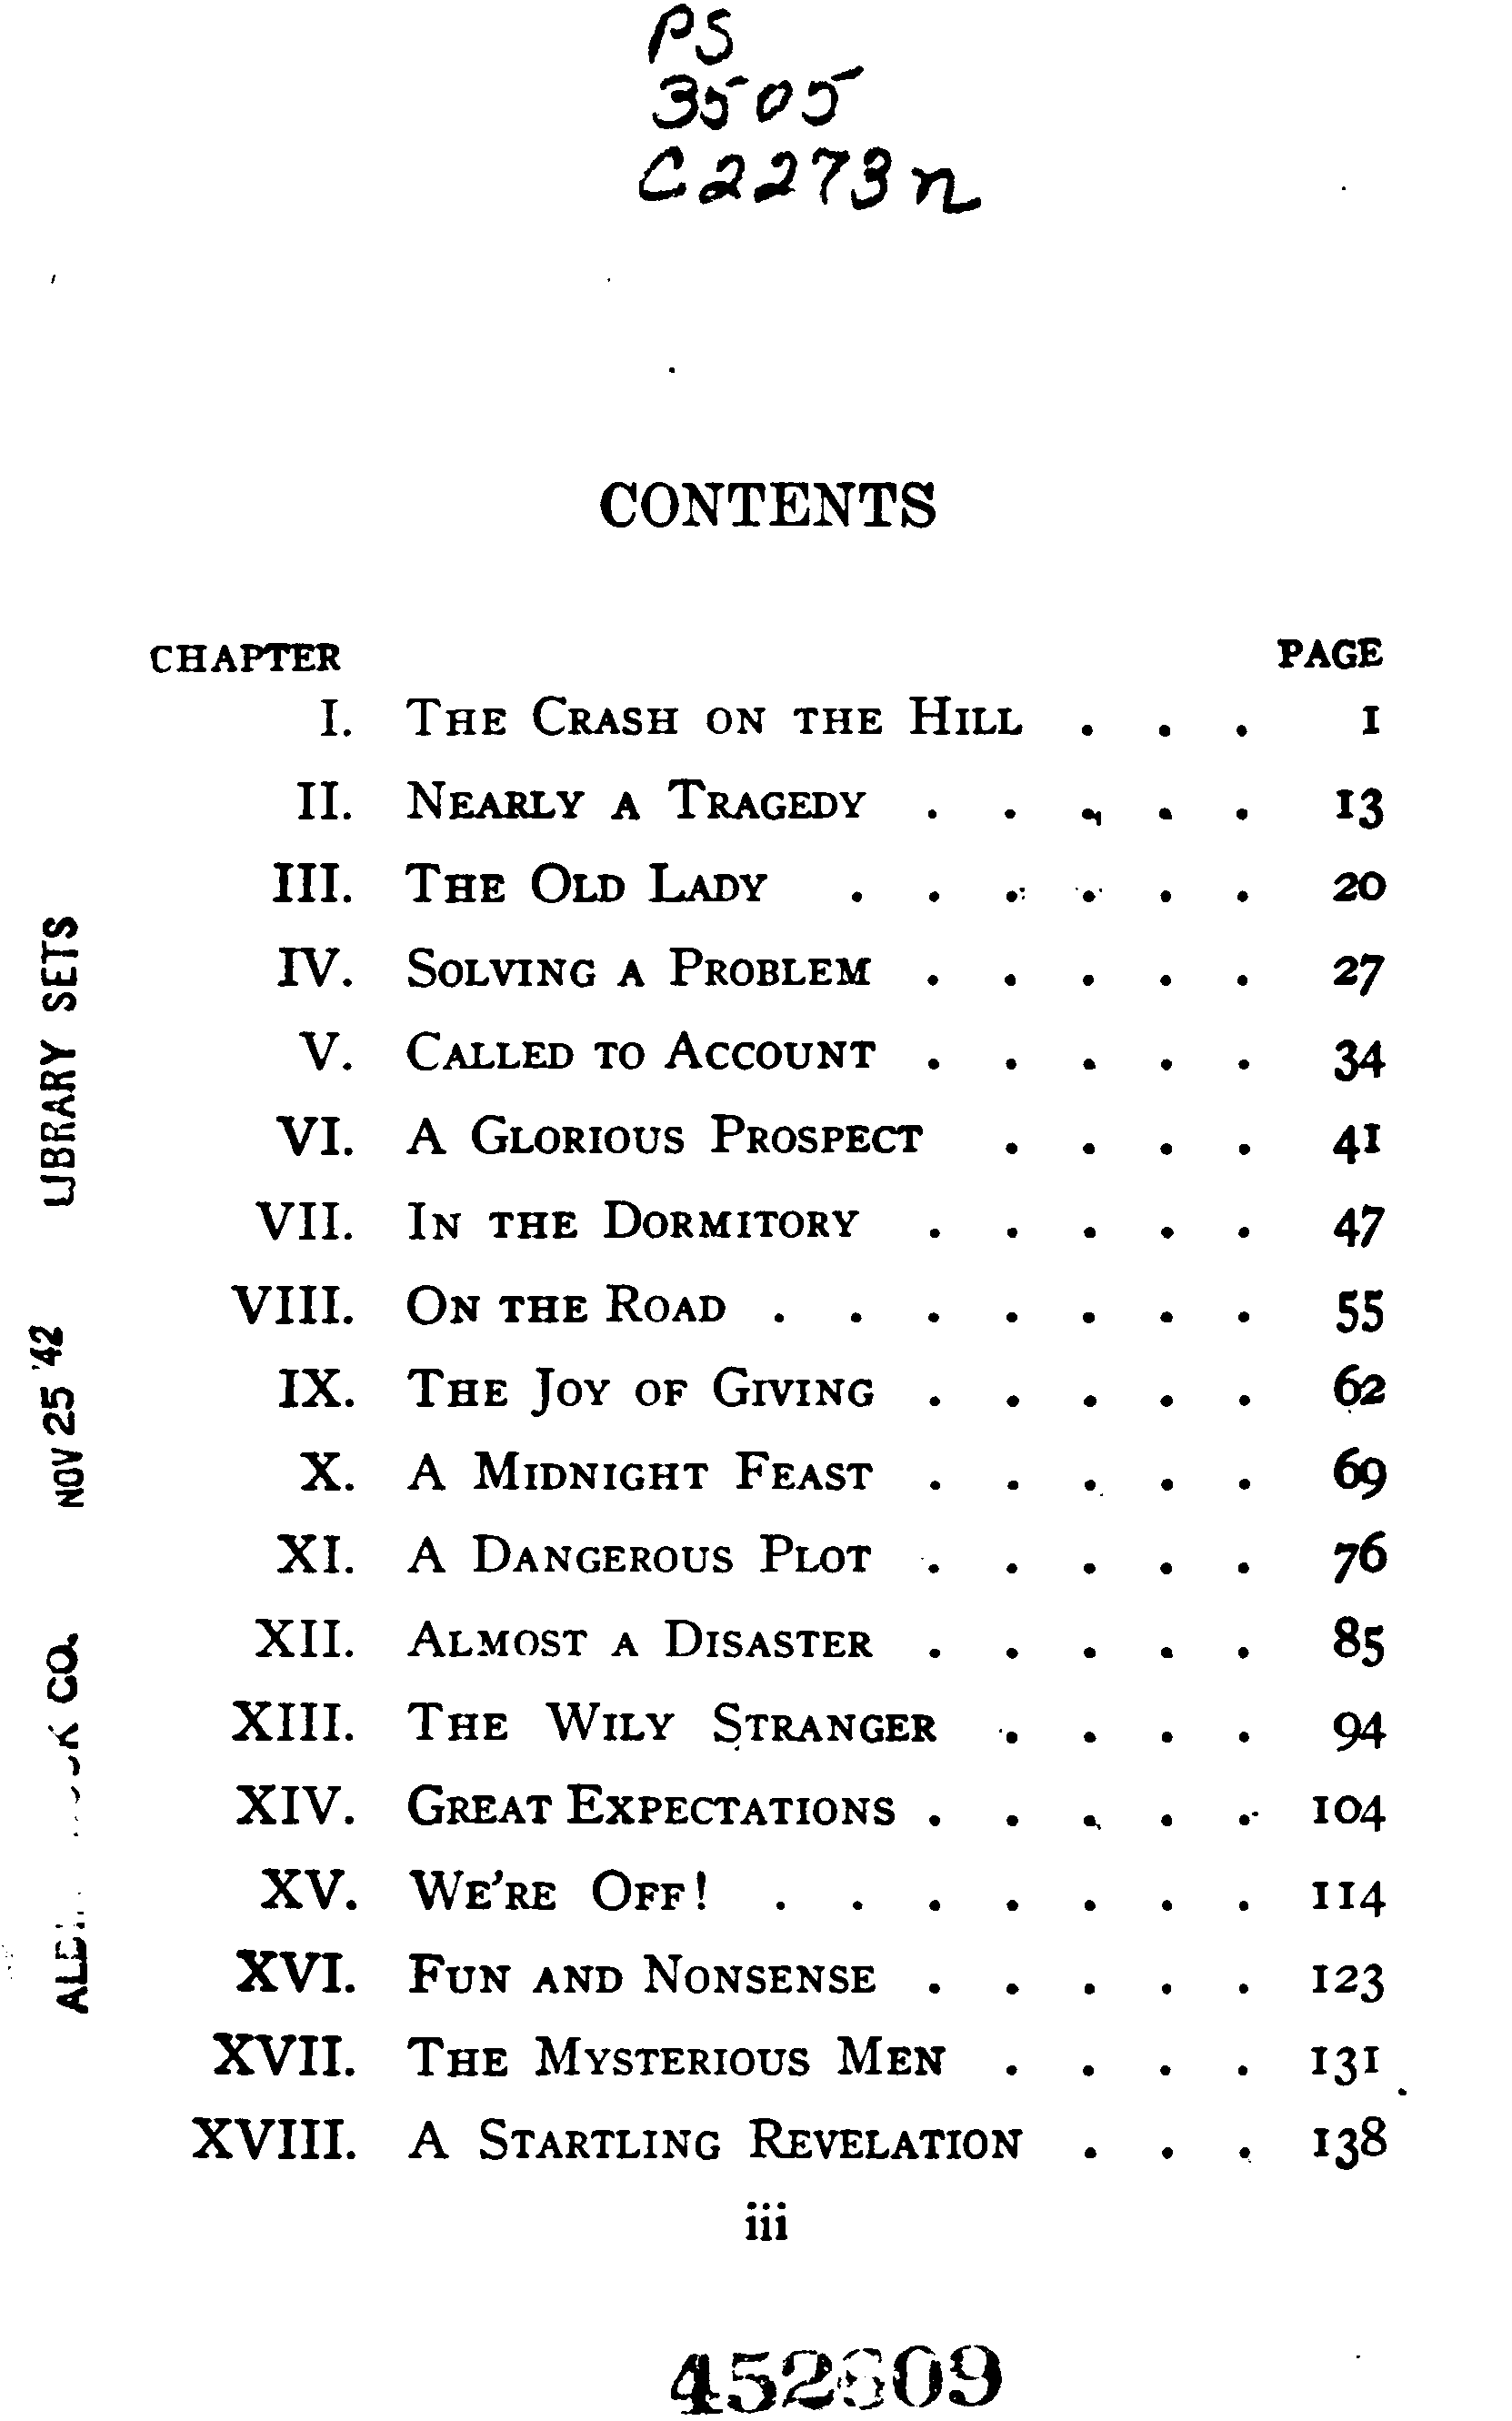 PS
3505
C2273n
CONTENTS
CHAPTER PAGE
I. THE CRASH ON THE HILL . . . 1
II. NEARLY A TRAGEDY . . . . . 13
III. THE OLD LADY . . . . . . 20
IV. SOLVING A PROBLEM . . . . . 27
V. CALLED TO ACCOUNT . . . . . 34
VI. A GLORIOUS PROSPECT . . . . 41
VII. IN THE DORMITORY . . . . . 47
VIII. ON THE ROAD . . . . . . . 55
IX. THE JOY OF GIVING . . . . . 62
X. A MIDNIGHT FEAST . . . . . 69
XI. A DANGEROUS PLOT . . . . . 76
XII. ALMOST A DISASTER . . . . . 85
XIII. THE WILY STRANGER . . . . 94
XIV. GREAT EXPECTATIONS . . . . . 104
XV. WE'RE OFF! . . . . . . . 114
XVI. FUN AND NONSENSE . . . . . 123
XVII. THE MYSTERIOUS MEN . . . . 131
XVIII. A STARTLING REVELATION . . . 138
iii
CO. NOV 25 '42 LIBRARY SETS